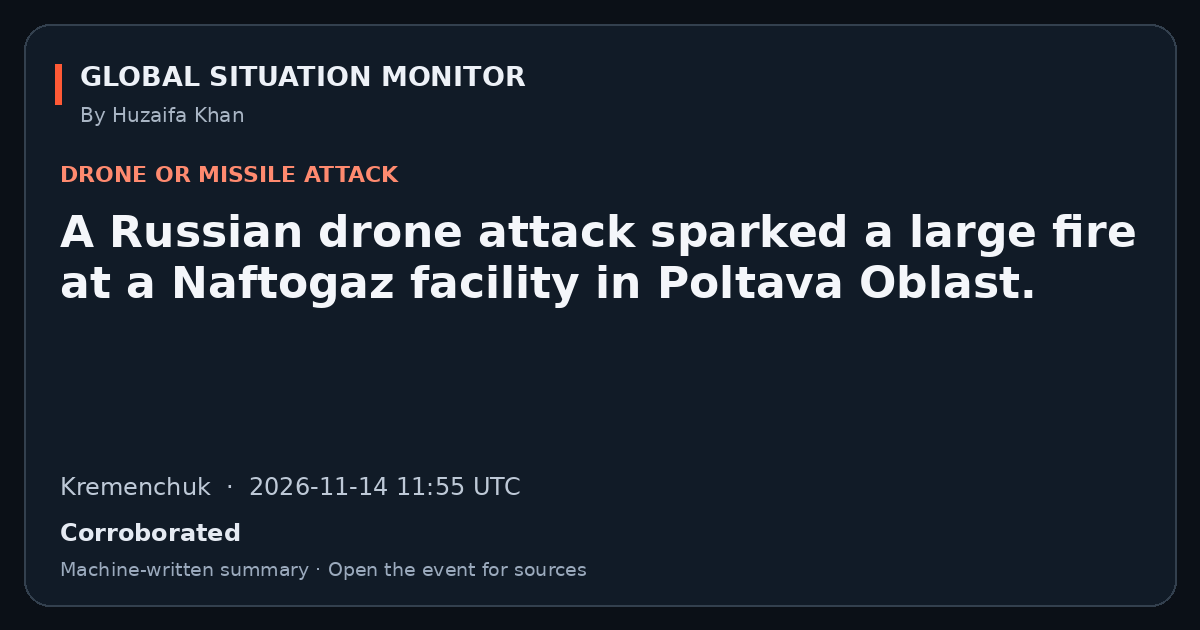 GLOBAL SITUATION MONITOR
By Huzaifa Khan
DRONE OR MISSILE ATTACK
A Russian drone attack sparked a large fire
at a Naftogaz facility in Poltava Oblast.
Kremenchuk · 2026-11-14 11:55 UTC
Corroborated
Machine-written summary · Open the event for sources